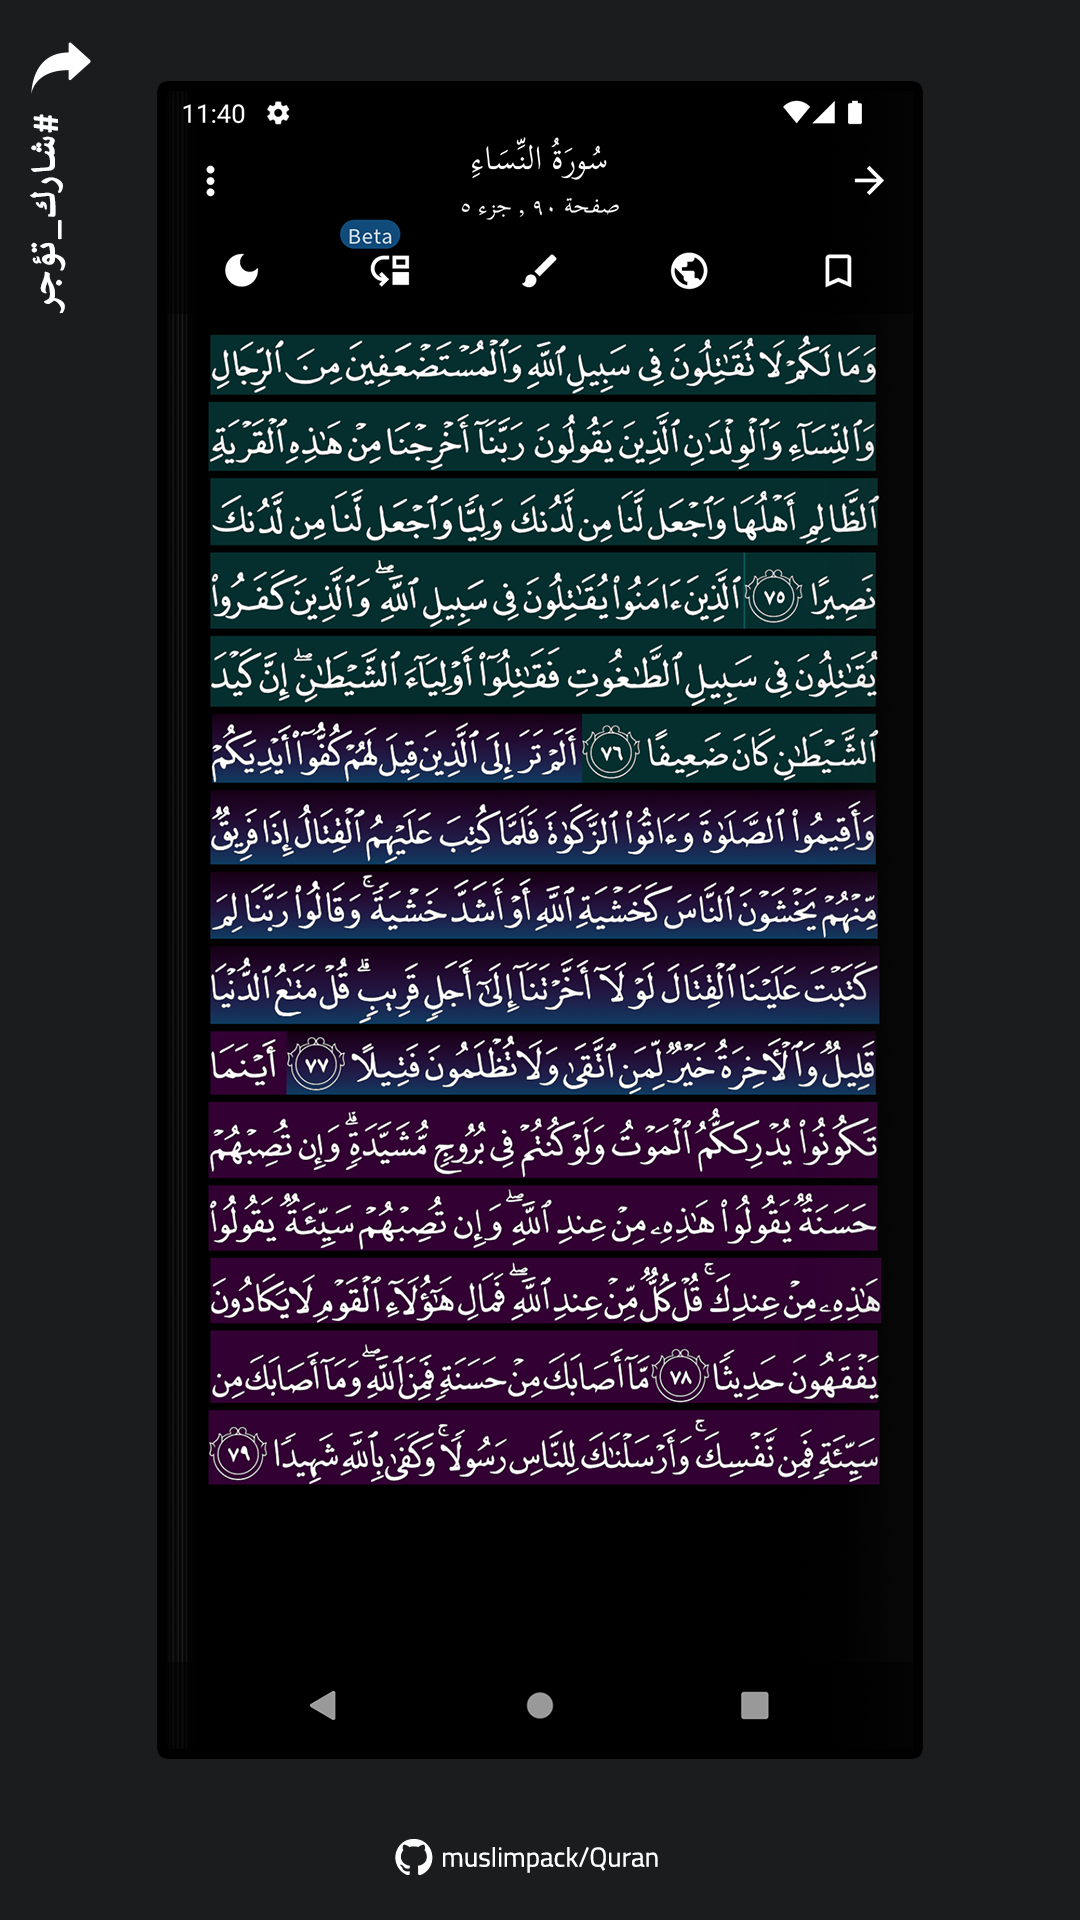 #شارك_تؤجر
11:40
سُورَةُ النِّسَاءِ
صفحة ٩٠ , جزء ٥
Beta
وَمَا لَكُمۡ لَا تُقَٰتِلُونَ فِي سَبِيلِ ٱللَّهِ وَٱلۡمُسۡتَضۡعَفِينَ مِنَ ٱلرِّجَالِ
وَٱلنِّسَآءِ وَٱلۡوِلۡدَٰنِ ٱلَّذِينَ يَقُولُونَ رَبَّنَآ أَخۡرِجۡنَا مِنۡ هَٰذِهِ ٱلۡقَرۡيَةِ
ٱلظَّالِمِ أَهۡلُهَا وَٱجۡعَل لَّنَا مِن لَّدُنكَ وَلِيّٗا وَٱجۡعَل لَّنَا مِن لَّدُنكَ
نَصِيرًا ٧٥ ٱلَّذِينَ ءَامَنُواْ يُقَٰتِلُونَ فِي سَبِيلِ ٱللَّهِۖ وَٱلَّذِينَ كَفَرُواْ
يُقَٰتِلُونَ فِي سَبِيلِ ٱلطَّٰغُوتِ فَقَٰتِلُوٓاْ أَوۡلِيَآءَ ٱلشَّيۡطَٰنِۖ إِنَّ كَيۡدَ
ٱلشَّيۡطَٰنِ كَانَ ضَعِيفًا ٧٦ أَلَمۡ تَرَ إِلَى ٱلَّذِينَ قِيلَ لَهُمۡ كُفُّوٓاْ أَيۡدِيَكُمۡ
وَأَقِيمُواْ ٱلصَّلَوٰةَ وَءَاتُواْ ٱلزَّكَوٰةَ فَلَمَّا كُتِبَ عَلَيۡهِمُ ٱلۡقِتَالُ إِذَا فَرِيقٞ
مِّنۡهُمۡ يَخۡشَوۡنَ ٱلنَّاسَ كَخَشۡيَةِ ٱللَّهِ أَوۡ أَشَدَّ خَشۡيَةٗۚ وَقَالُواْ رَبَّنَا لِمَ
كَتَبۡتَ عَلَيۡنَا ٱلۡقِتَالَ لَوۡلَآ أَخَّرۡتَنَآ إِلَىٰٓ أَجَلٖ قَرِيبٖۗ قُلۡ مَتَٰعُ ٱلدُّنۡيَا
قَلِيلٞ وَٱلۡأٓخِرَةُ خَيۡرٞ لِّمَنِ ٱتَّقَىٰ وَلَا تُظۡلَمُونَ فَتِيلًا ٧٧ أَيۡنَمَا
تَكُونُواْ يُدۡرِككُّمُ ٱلۡمَوۡتُ وَلَوۡ كُنتُمۡ فِي بُرُوجٖ مُّشَيَّدَةٖۗ وَإِن تُصِبۡهُمۡ
حَسَنَةٞ يَقُولُواْ هَٰذِهِۦ مِنۡ عِندِ ٱللَّهِۖ وَإِن تُصِبۡهُمۡ سَيِّئَةٞ يَقُولُواْ
هَٰذِهِۦ مِنۡ عِندِكَۚ قُلۡ كُلّٞ مِّنۡ عِندِ ٱللَّهِۖ فَمَالِ هَٰٓؤُلَآءِ ٱلۡقَوۡمِ لَا يَكَادُونَ
يَفۡقَهُونَ حَدِيثٗا ٧٨ مَّآ أَصَابَكَ مِنۡ حَسَنَةٖ فَمِنَ ٱللَّهِۖ وَمَآ أَصَابَكَ مِن
سَيِّئَةٖ فَمِن نَّفۡسِكَۚ وَأَرۡسَلۡنَٰكَ لِلنَّاسِ رَسُولٗاۚ وَكَفَىٰ بِٱللَّهِ شَهِيدٗا ٧٩
muslimpack/Quran